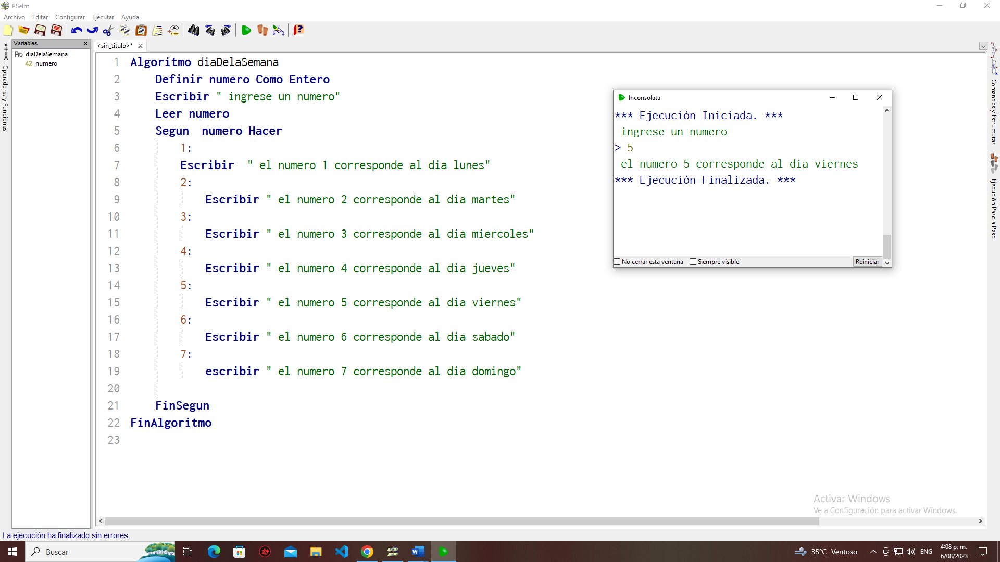 PSeInt
Archivo Editar Configurar Ejecutar Ayuda
Variables
<sin_titulo>*
*+=<
Operadores y Funciones
Pro diaDelaSemana
42 numero
1 Algoritmo diaDelaSemana
2 Definir numero Como Entero
3 Escribir " ingrese un numero"
4 Leer numero
5 Segun  numero Hacer
6 1:
7 Escribir  " el numero 1 corresponde al dia lunes"
8 2:
9 Escribir " el numero 2 corresponde al dia martes"
10 3:
11 Escribir " el numero 3 corresponde al dia miercoles"
12 4:
13 Escribir " el numero 4 corresponde al dia jueves"
14 5:
15 Escribir " el numero 5 corresponde al dia viernes"
16 6:
17 Escribir " el numero 6 corresponde al dia sabado"
18 7:
19 escribir " el numero 7 corresponde al dia domingo"
20
21 FinSegun
22 FinAlgoritmo
23
Inconsolata
*** Ejecución Iniciada. ***
ingrese un numero
> 5
el numero 5 corresponde al dia viernes
*** Ejecución Finalizada. ***
No cerrar esta ventana
Siempre visible
Reiniciar
Comandos y Estructuras
Ejecución Paso a Paso
Activar Windows
Ve a Configuración para activar Windows.
La ejecución ha finalizado sin errores.
Buscar
35°C Ventoso
ENG
4:08 p. m.
6/08/2023